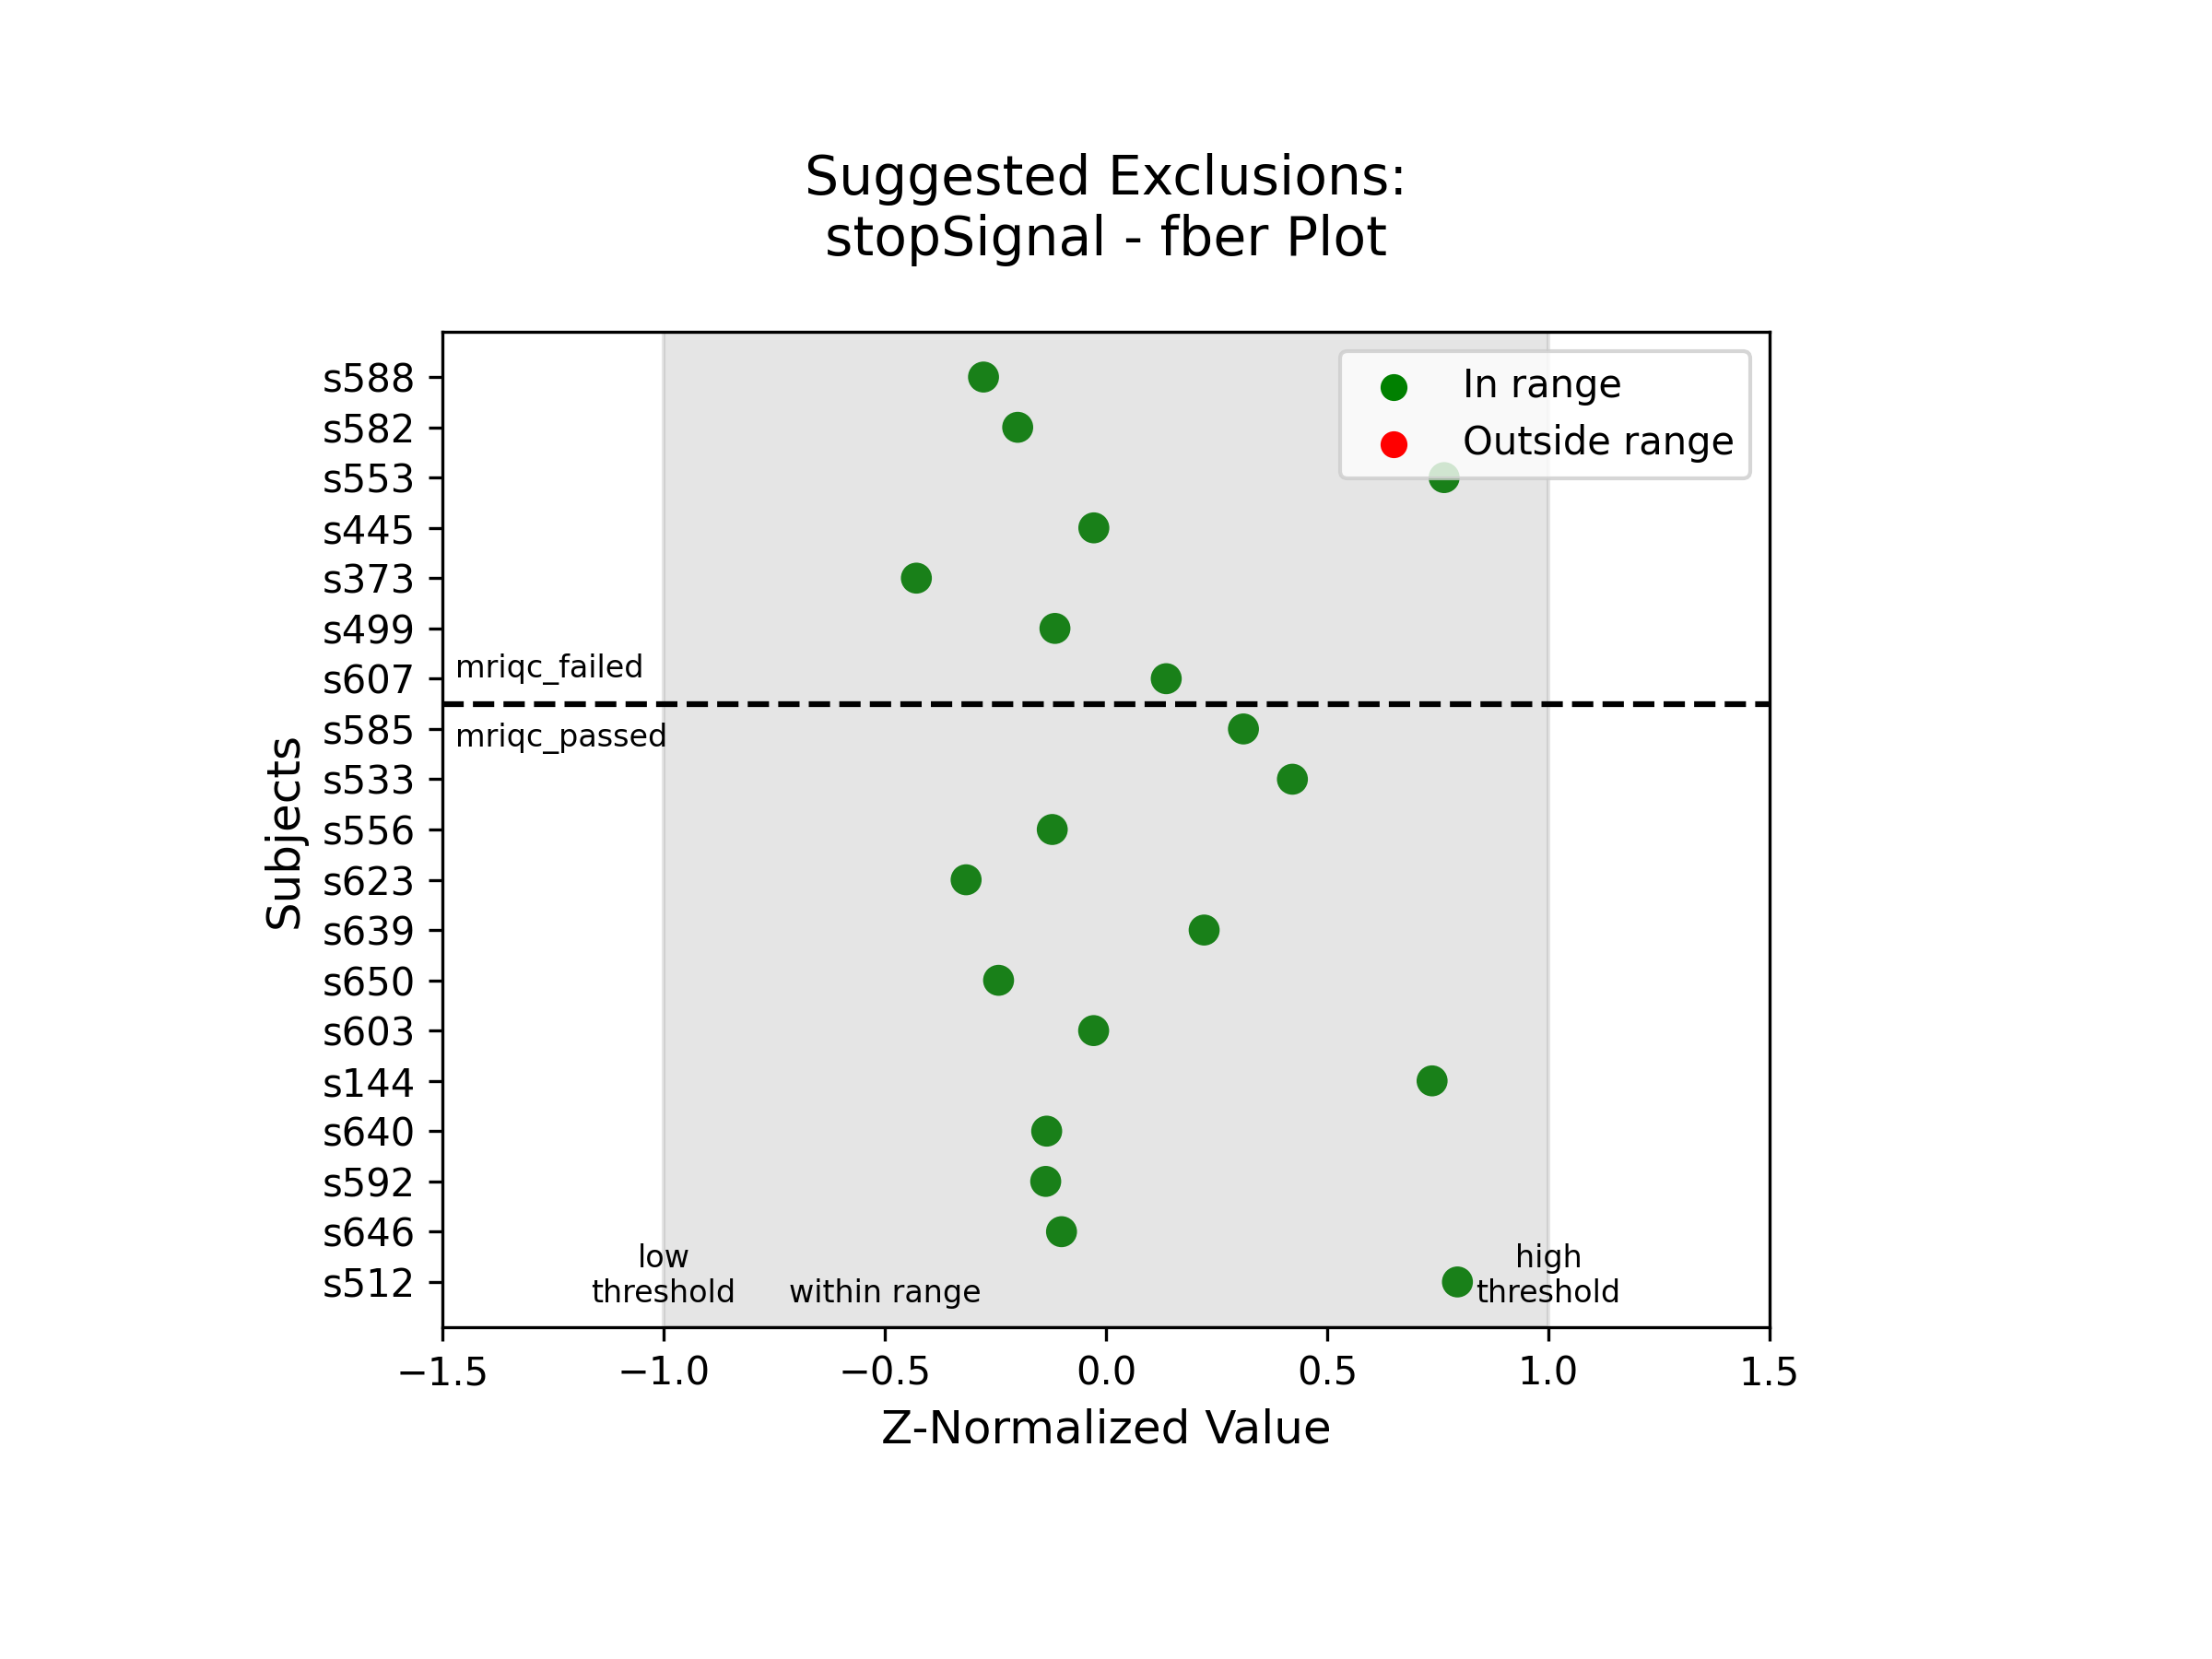 Suggested Exclusions:
stopSignal - fber Plot
In range
Outside range
s588
s582
s553
s445
s373
s499
s607
s585
s533
s556
s623
s639
s650
s603
s144
s640
s592
s646
s512
mriqc_failed
mriqc_passed
Subjects
low
threshold
within range
high
threshold
−1.5
−1.0
−0.5
0.0
0.5
1.0
1.5
Z-Normalized Value